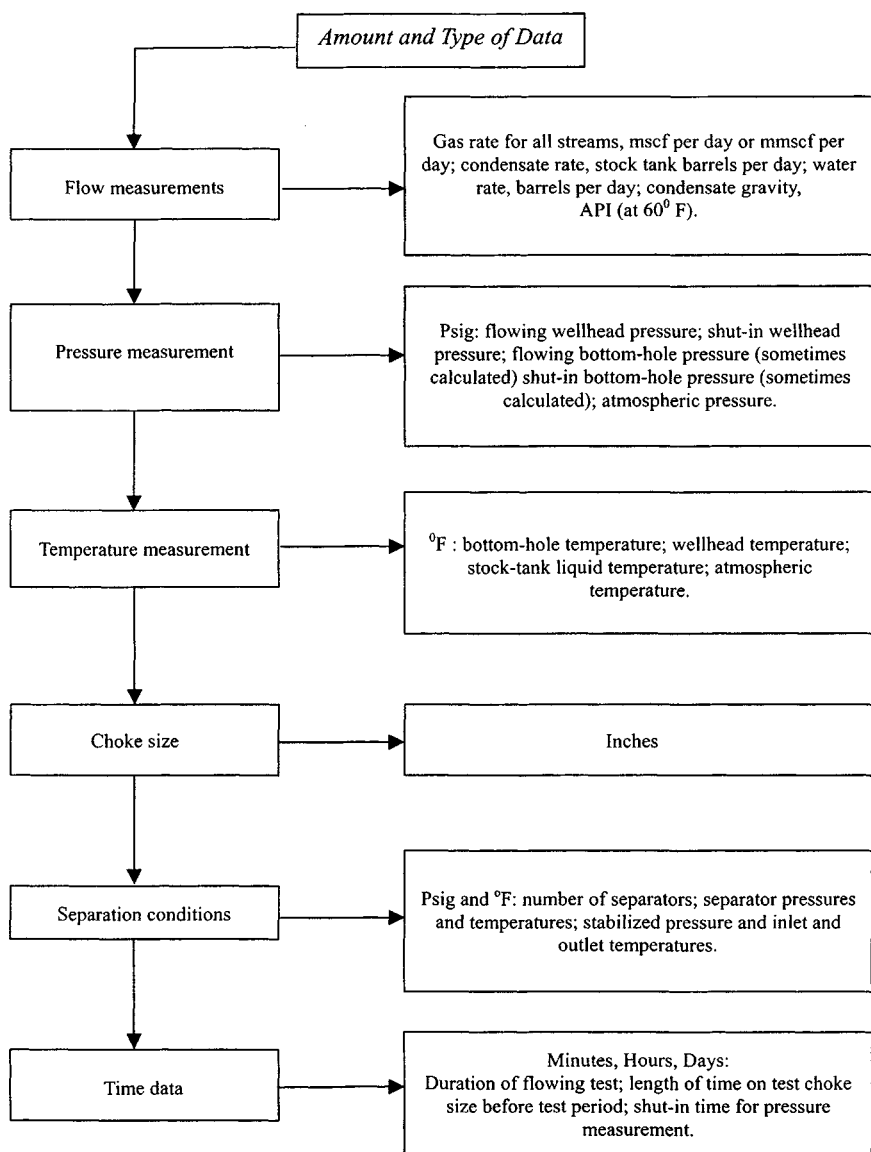 Amount and Type of Data
Flow measurements
Gas rate for all streams, mscf per day or mmscf per
day; condensate rate, stock tank barrels per day; water
rate, barrels per day; condensate gravity,
API (at 60⁰ F).
Pressure measurement
Psig: flowing wellhead pressure; shut-in wellhead
pressure; flowing bottom-hole pressure (sometimes
calculated) shut-in bottom-hole pressure (sometimes
calculated); atmospheric pressure.
Temperature measurement
⁰F : bottom-hole temperature; wellhead temperature;
stock-tank liquid temperature; atmospheric
temperature.
Choke size
Inches
Separation conditions
Psig and ⁰F: number of separators; separator pressures
and temperatures; stabilized pressure and inlet and
outlet temperatures.
Time data
Minutes, Hours, Days:
Duration of flowing test; length of time on test choke
size before test period; shut-in time for pressure
measurement.